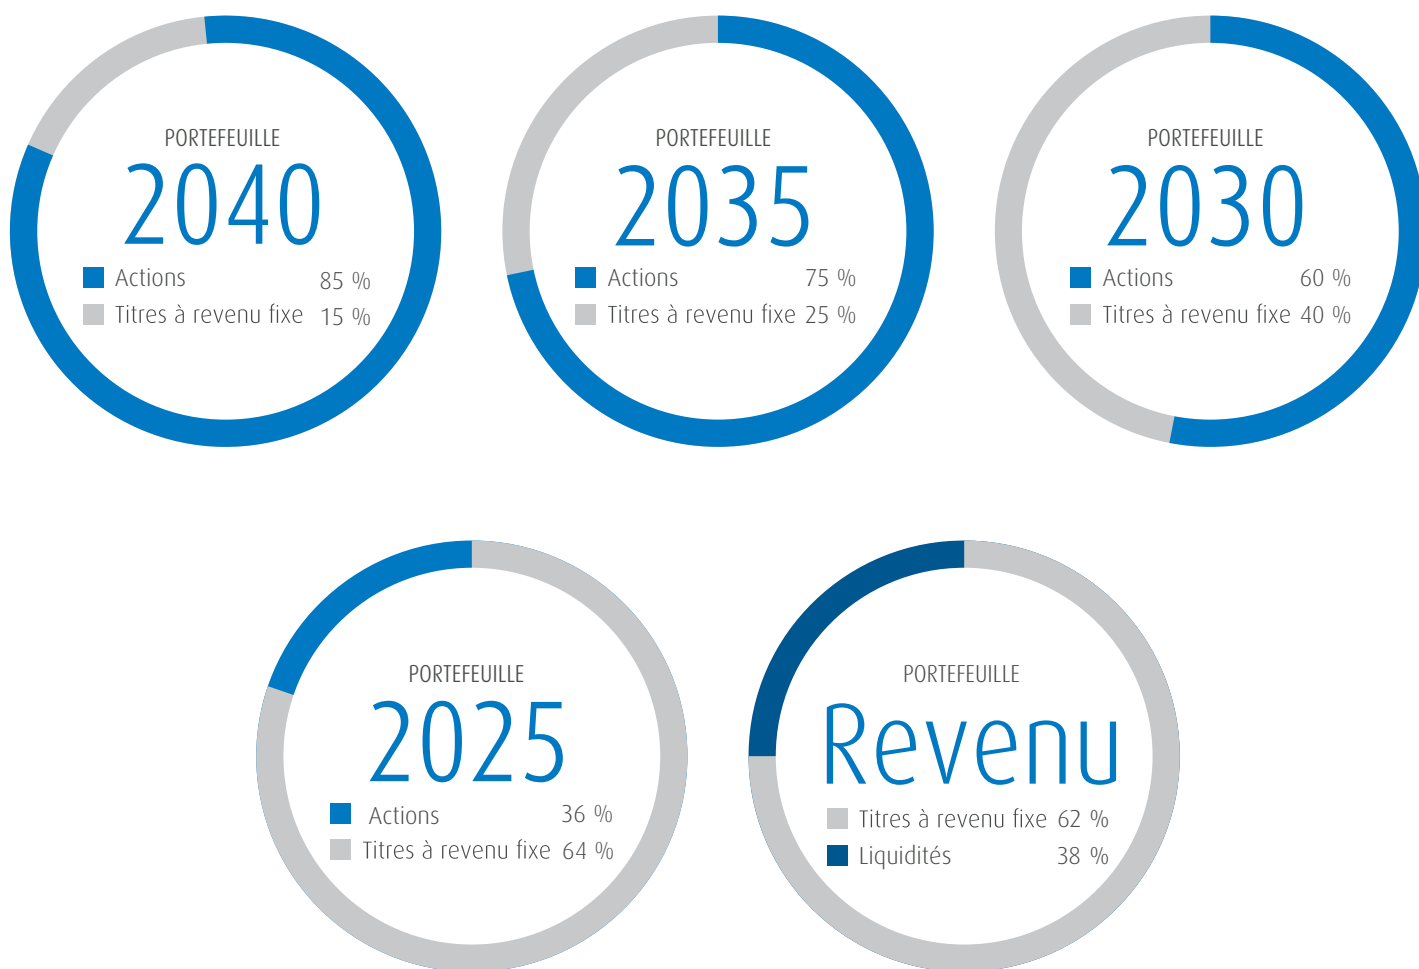 PORTEFEUILLE
2040
Actions 85 %
Titres à revenu fixe 15 %
PORTEFEUILLE
2035
Actions 75 %
Titres à revenu fixe 25 %
PORTEFEUILLE
2030
Actions 60 %
Titres à revenu fixe 40 %
PORTEFEUILLE
2025
Actions 36 %
Titres à revenu fixe 64 %
PORTEFEUILLE
Revenu
Titres à revenu fixe 62 %
Liquidités 38 %